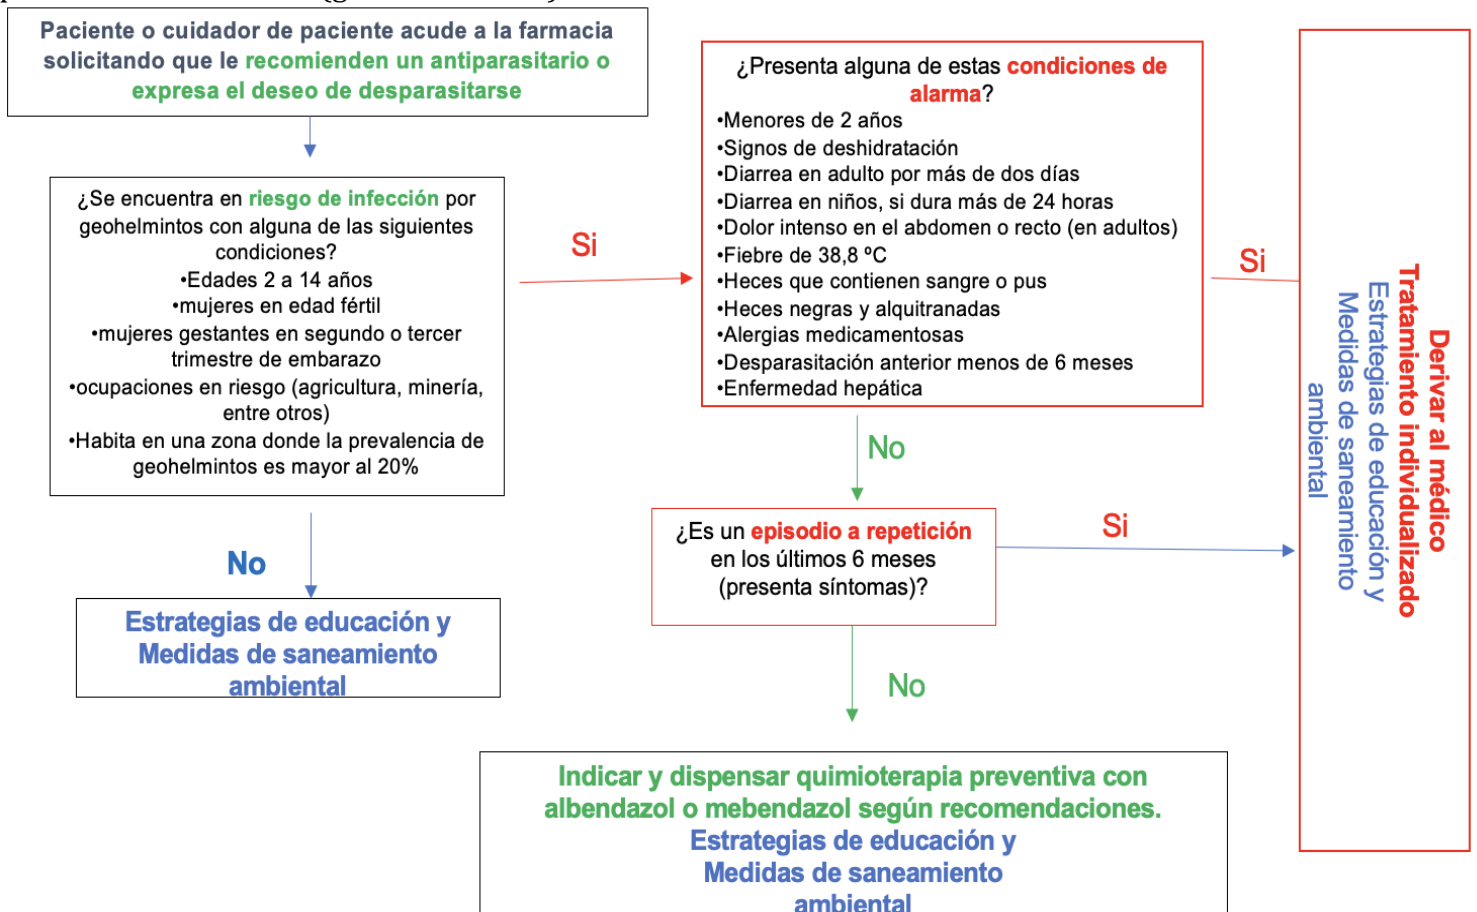 Paciente o cuidador de paciente acude a la farmacia
solicitando que le recomienden un antiparasitario o
expresa el deseo de desparasitarse
¿Se encuentra en riesgo de infección por
geohelmintos con alguna de las siguientes
condiciones?
•Edades 2 a 14 años
•mujeres en edad fértil
•mujeres gestantes en segundo o tercer
trimestre de embarazo
•ocupaciones en riesgo (agricultura, minería,
entre otros)
•Habita en una zona donde la prevalencia de
geohelmintos es mayor al 20%
No
Estrategias de educación y
Medidas de saneamiento
ambiental
Si
¿Presenta alguna de estas condiciones de
alarma?
•Menores de 2 años
•Signos de deshidratación
•Diarrea en adulto por más de dos días
•Diarrea en niños, si dura más de 24 horas
•Dolor intenso en el abdomen o recto (en adultos)
•Fiebre de 38,8 ºC
•Heces que contienen sangre o pus
•Heces negras y alquitranadas
•Alergias medicamentosas
•Desparasitación anterior menos de 6 meses
•Enfermedad hepática
Si
No
¿Es un episodio a repetición
en los últimos 6 meses
(presenta síntomas)?
Si
No
Indicar y dispensar quimioterapia preventiva con
albendazol o mebendazol según recomendaciones.
Estrategias de educación y
Medidas de saneamiento
ambiental
Derivar al médico
Tratamiento individualizado
Estrategias de educación y
Medidas de saneamiento
ambiental